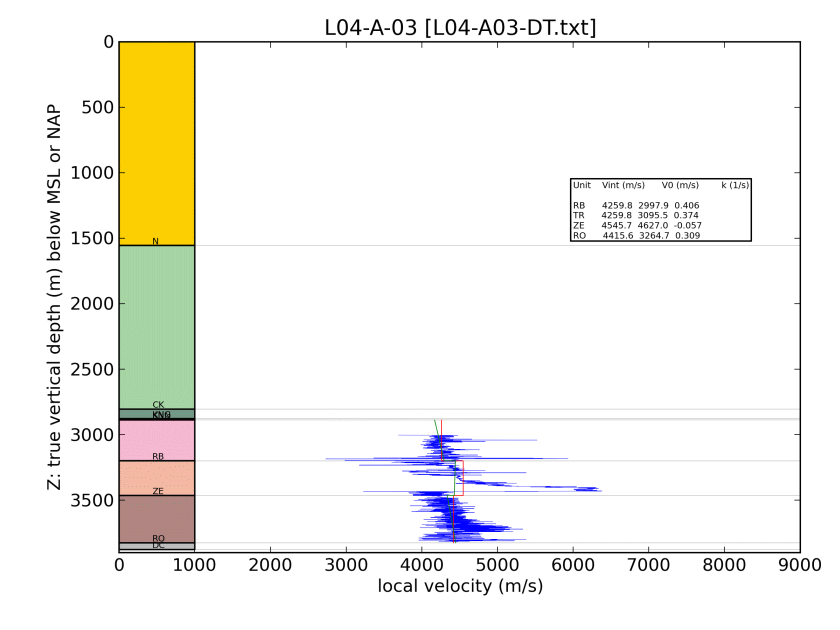 L04-A-03 [L04-A03-DT.txt]
Z: true vertical depth (m) below MSL or NAP
0
500
1000
1500
2000
2500
3000
3500
N
CK
RB
ZE
RO
DC
Unit Vint (m/s) V0 (m/s) k (1/s)
RB 4259.8 2997.9 0.406
TR 4259.8 3095.5 0.374
ZE 4545.7 4627.0 -0.057
RO 4415.6 3264.7 0.309
0 1000 2000 3000 4000 5000 6000 7000 8000 9000
local velocity (m/s)